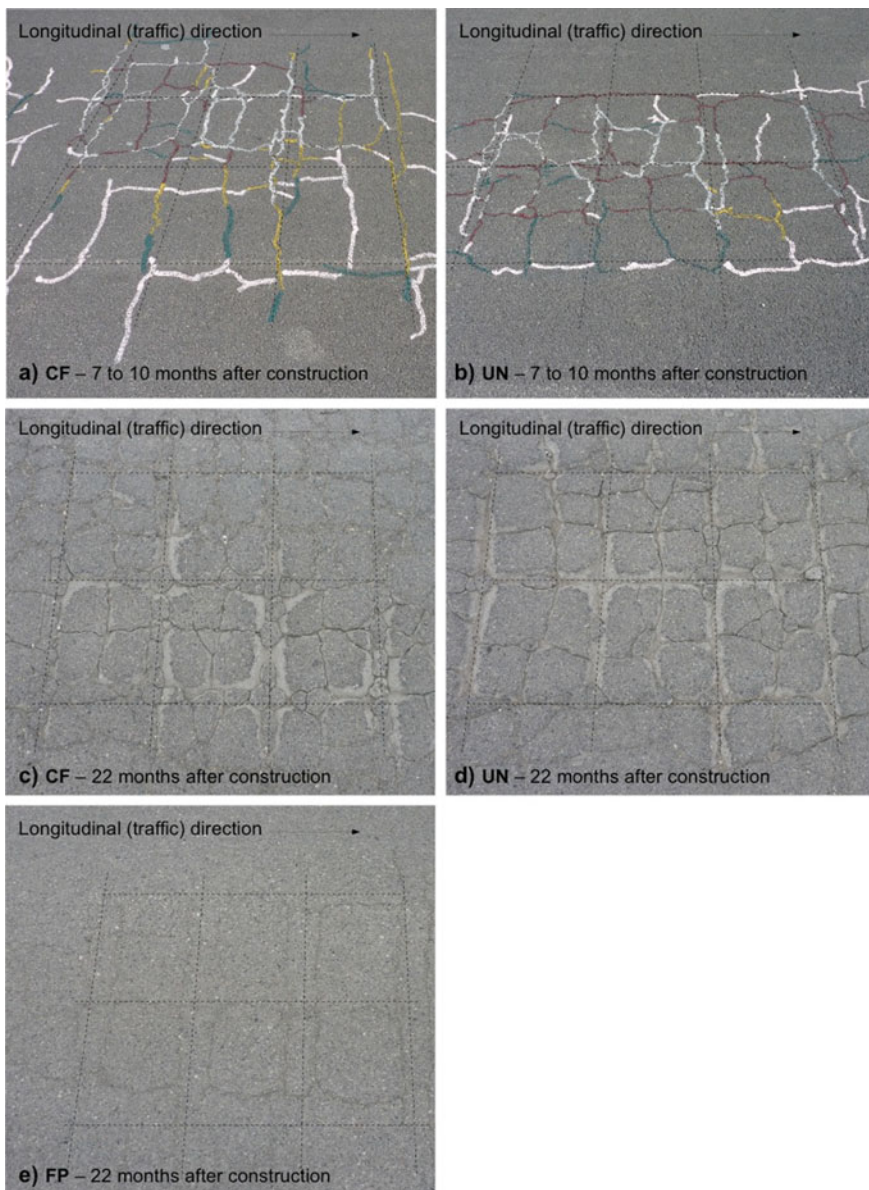 Longitudinal (traffic) direction
a) CF – 7 to 10 months after construction
Longitudinal (traffic) direction
b) UN – 7 to 10 months after construction
Longitudinal (traffic) direction
c) CF – 22 months after construction
Longitudinal (traffic) direction
d) UN – 22 months after construction
Longitudinal (traffic) direction
e) FP – 22 months after construction